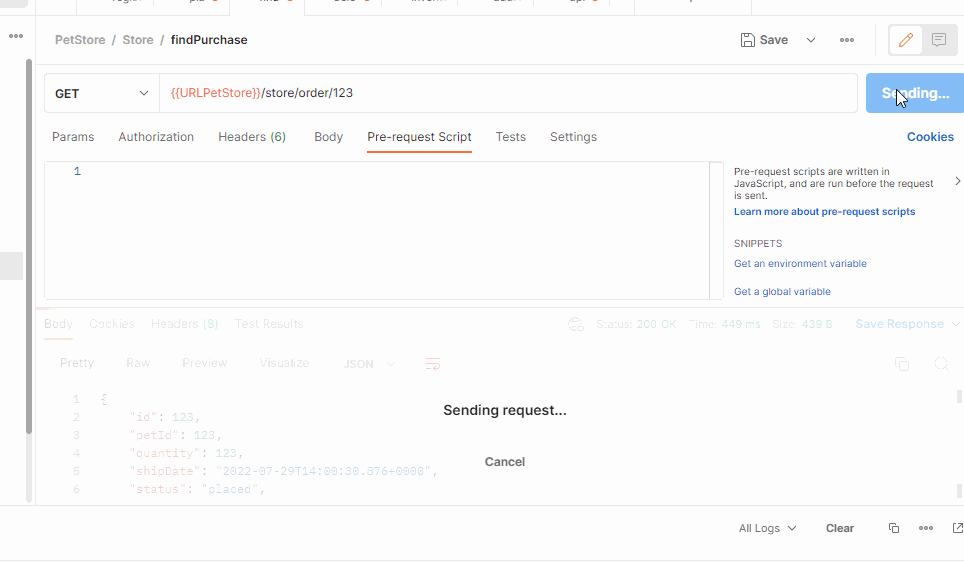 PetStore / Store / findPurchase
Save
GET
{{URLPetStore}}/store/order/123
Sending...
Params Authorization Headers (6) Body Pre-request Script Tests Settings
Cookies
1
Pre-request scripts are written in
JavaScript, and are run before the request
is sent.
Learn more about pre-request scripts
SNIPPETS
Get an environment variable
Get a global variable
Body Cookies Headers (8) Test Results
Status: 200 OK Time: 449 ms Size: 439 B
Save Response
Pretty Raw Preview Visualize JSON
1 {
2 "id": 123,
3 "petId": 123,
4 "quantity": 123,
5 "shipDate": "2022-07-29T14:00:30.876+0000",
6 "status": "placed",
Sending request...
Cancel
All Logs
Clear